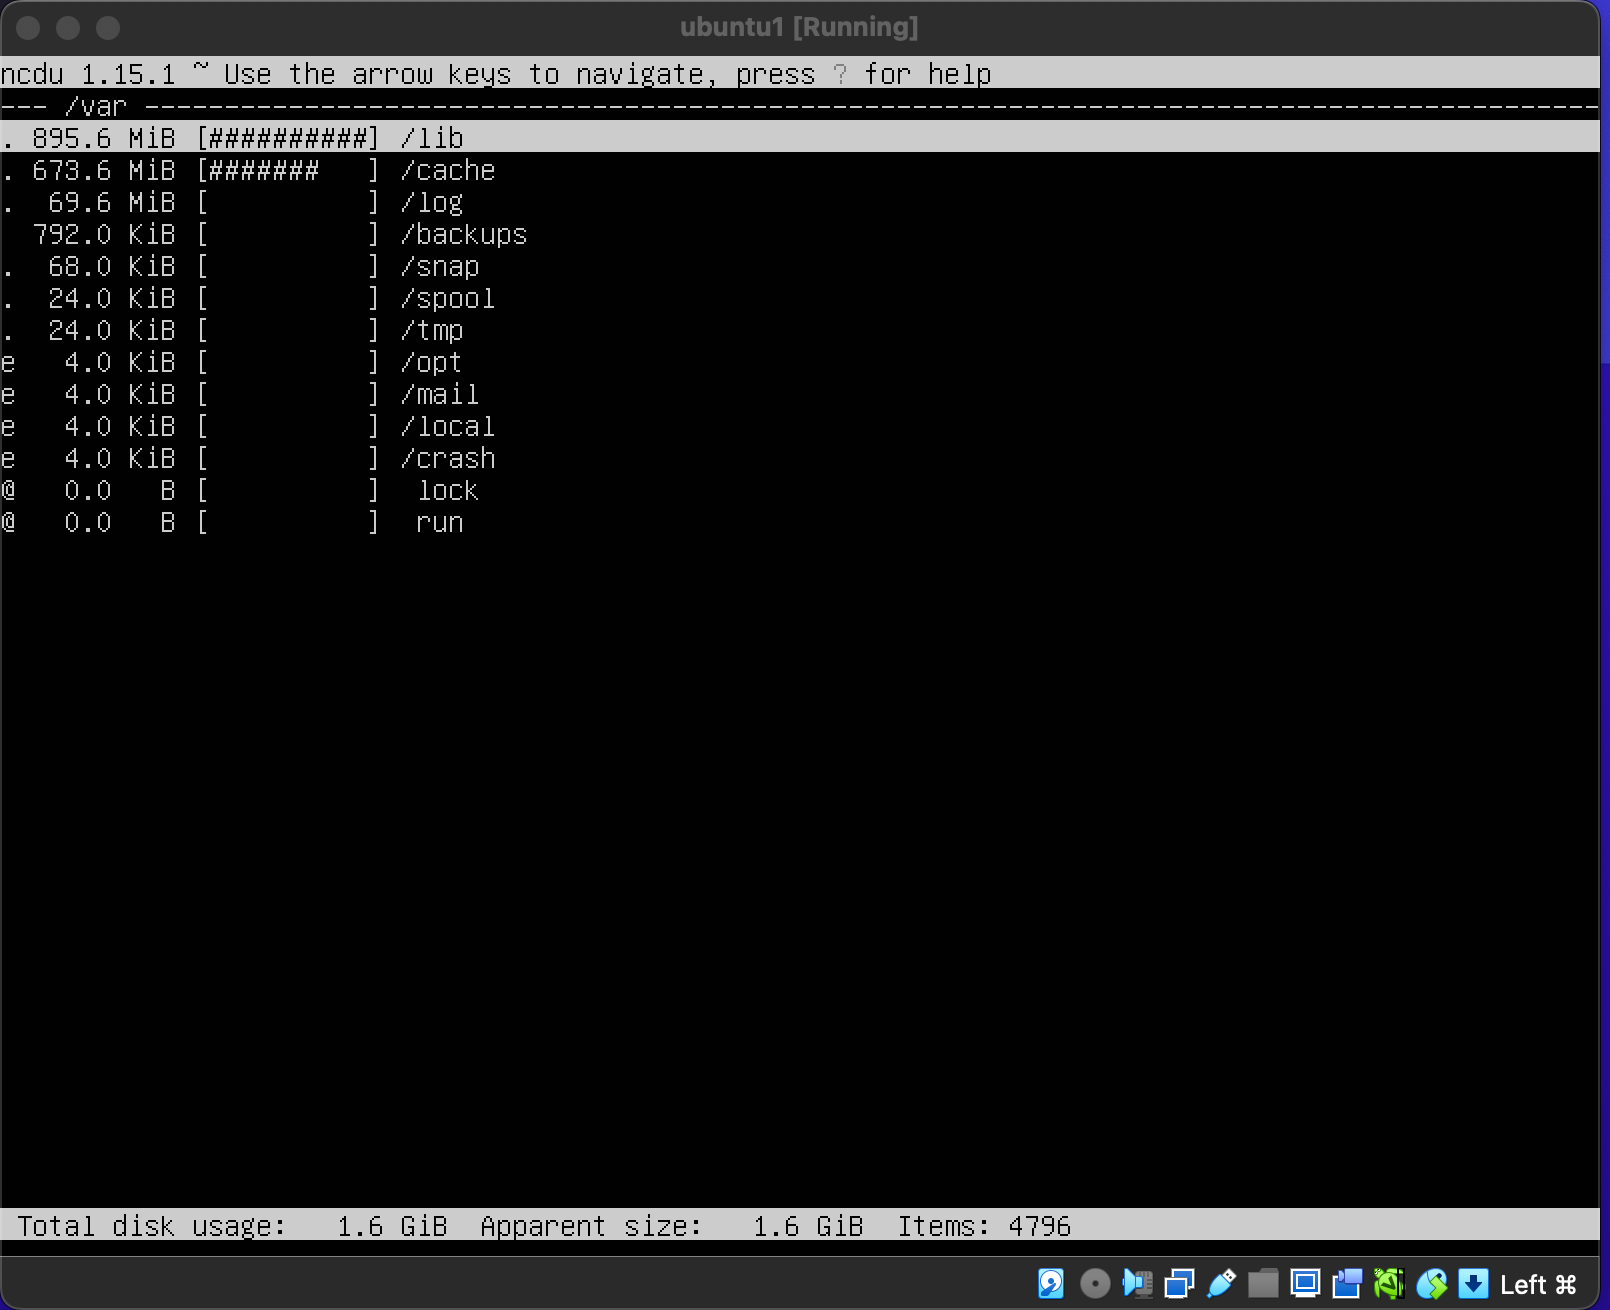 ubuntu1 [Running]
ncdu 1.15.1 ~ Use the arrow keys to navigate, press ? for help
--- /var -------------------------------------------------------------------------------------------
. 895.6 MiB [##########] /lib
. 673.6 MiB [#######   ] /cache
.  69.6 MiB [          ] /log
  792.0 KiB [          ] /backups
.  68.0 KiB [          ] /snap
.  24.0 KiB [          ] /spool
.  24.0 KiB [          ] /tmp
e   4.0 KiB [          ] /opt
e   4.0 KiB [          ] /mail
e   4.0 KiB [          ] /local
e   4.0 KiB [          ] /crash
@   0.0   B [          ]  lock
@   0.0   B [          ]  run
Total disk usage:   1.6 GiB  Apparent size:   1.6 GiB  Items: 4796
Left ⌘